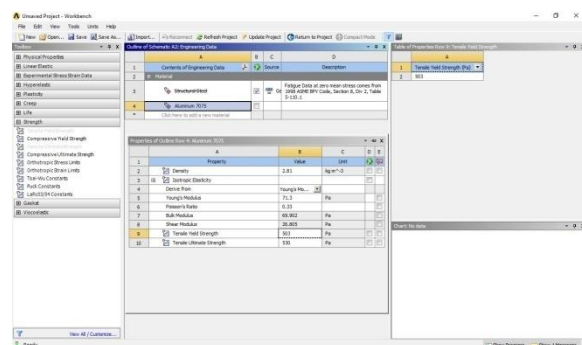 Unsaved Project - Workbench
File Edit View Tools Units Help
New Open... Save Save As... Import... Reconnect Refresh Project Update Project Return to Project Compact Mode
Toolbox
Physical Properties
Linear Elastic
Experimental Stress Strain Data
Hyperelastic
Plasticity
Creep
Life
Strength
Tensile Yield Strength
Compressive Yield Strength
Compressive Ultimate Strength
Orthotropic Stress Limits
Orthotropic Strain Limits
Tsai-Wu Constants
Puck Constants
LaRc03/04 Constants
Gasket
Viscoelastic
View All / Customize...
Outline of Schematic A2: Engineering Data
A B C D
1 Contents of Engineering Data Source Description
2 Material
3 Structural Steel
Fatigue Data at zero mean stress comes from
1998 ASME BPV Code, Section 8, Div 2, Table
5-110.1
4 Aluminum 7075
* Click here to add a new material
Properties of Outline Row 4: Aluminum 7075
A B C D E
1 Property Value Unit
2 Density 2.81 kg m^-3
3 Isotropic Elasticity
4 Derive from Young's Mo...
5 Young's Modulus 71.3 Pa
6 Poisson's Ratio 0.33
7 Bulk Modulus 69.902 Pa
8 Shear Modulus 26.805 Pa
9 Tensile Yield Strength 503 Pa
10 Tensile Ultimate Strength 530 Pa
Table of Properties Row 9: Tensile Yield Strength
A
1 Tensile Yield Strength (Pa)
2 503
Chart: No data
Ready